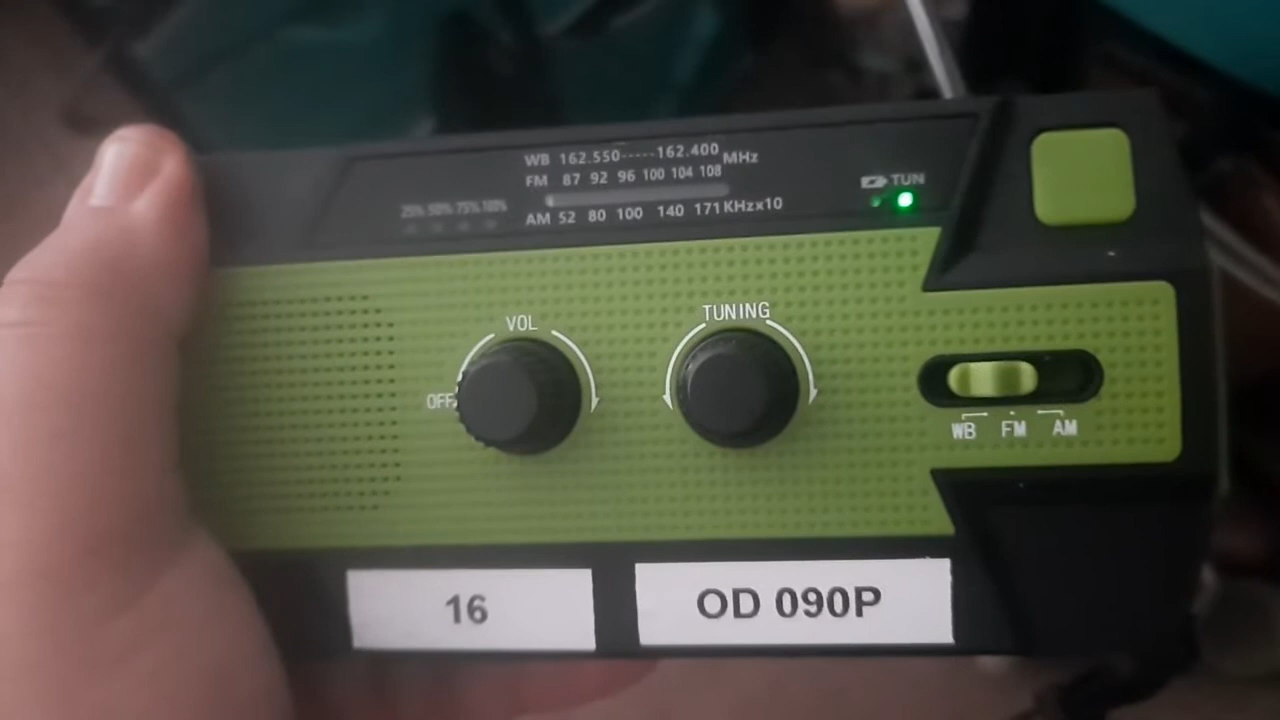 WB 162.550-----162.400 MHz
FM 87 92 96 100 104 108
25% 50% 75% 100%
AM 52 80 100 140 171 KHzx10
TUN
VOL
OFF
TUNING
WB FM AM
16
OD 090P